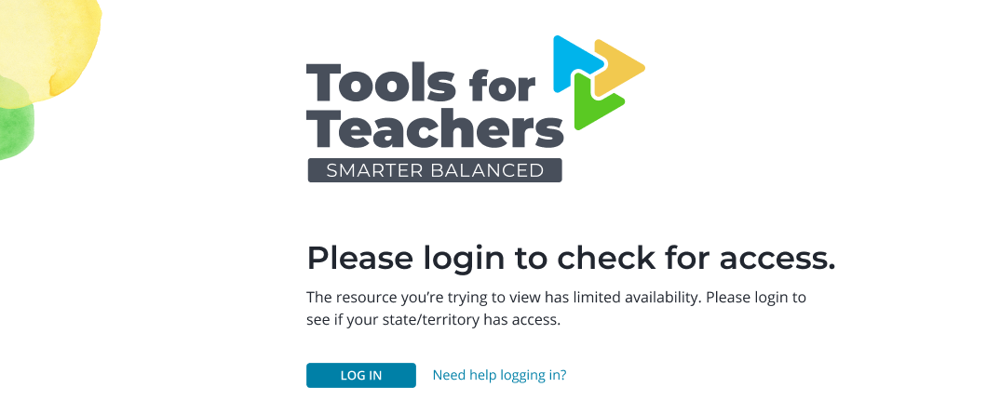 Tools for
Teachers
SMARTER BALANCED
Please login to check for access.
The resource you're trying to view has limited availability. Please login to
see if your state/territory has access.
LOG IN Need help logging in?